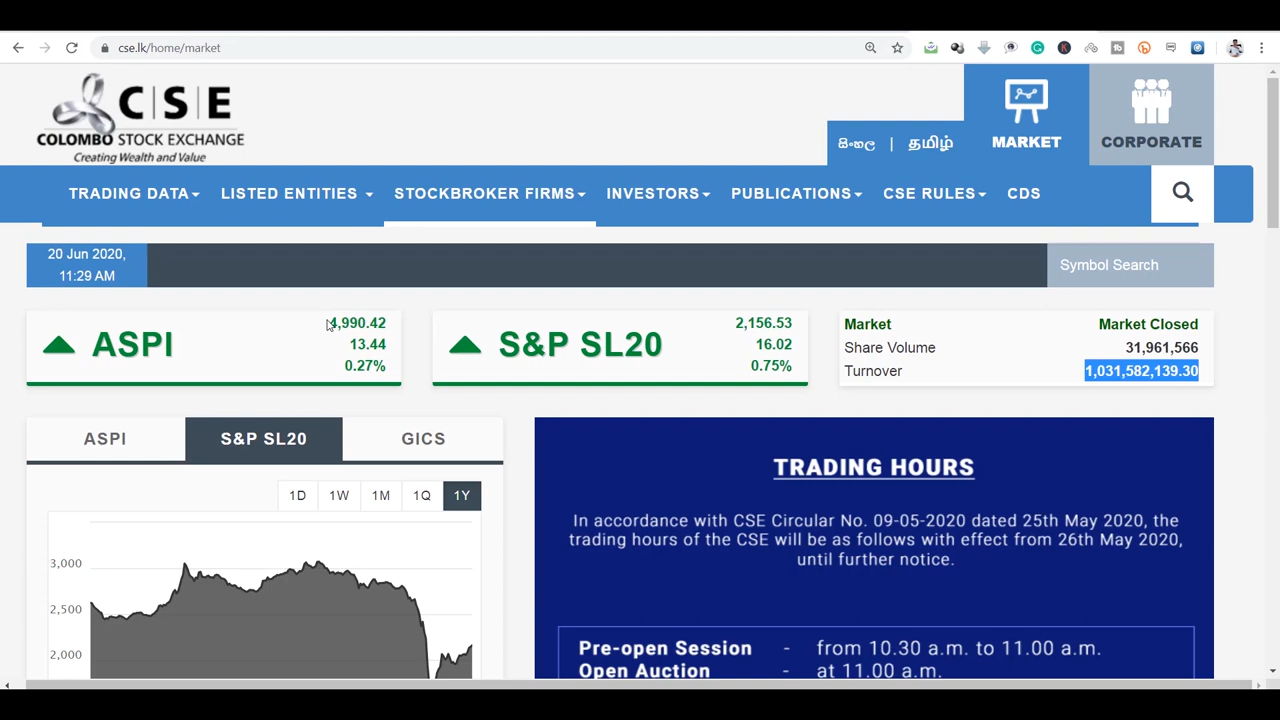 cse.lk/home/market
C|S|E
COLOMBO STOCK EXCHANGE
Creating Wealth and Value
සිංහල | தமிழ்
MARKET
CORPORATE
TRADING DATA
LISTED ENTITIES
STOCKBROKER FIRMS
INVESTORS
PUBLICATIONS
CSE RULES
CDS
20 Jun 2020,
11:29 AM
Symbol Search
ASPI
4,990.42
13.44
0.27%
S&P SL20
2,156.53
16.02
0.75%
Market Market Closed
Share Volume 31,961,566
Turnover 1,031,582,139.30
ASPI S&P SL20 GICS
1D 1W 1M 1Q 1Y
3,000
2,500
2,000
TRADING HOURS
In accordance with CSE Circular No. 09-05-2020 dated 25th May 2020, the
trading hours of the CSE will be as follows with effect from 26th May 2020,
until further notice.
Pre-open Session - from 10.30 a.m. to 11.00 a.m.
Open Auction - at 11.00 a.m.